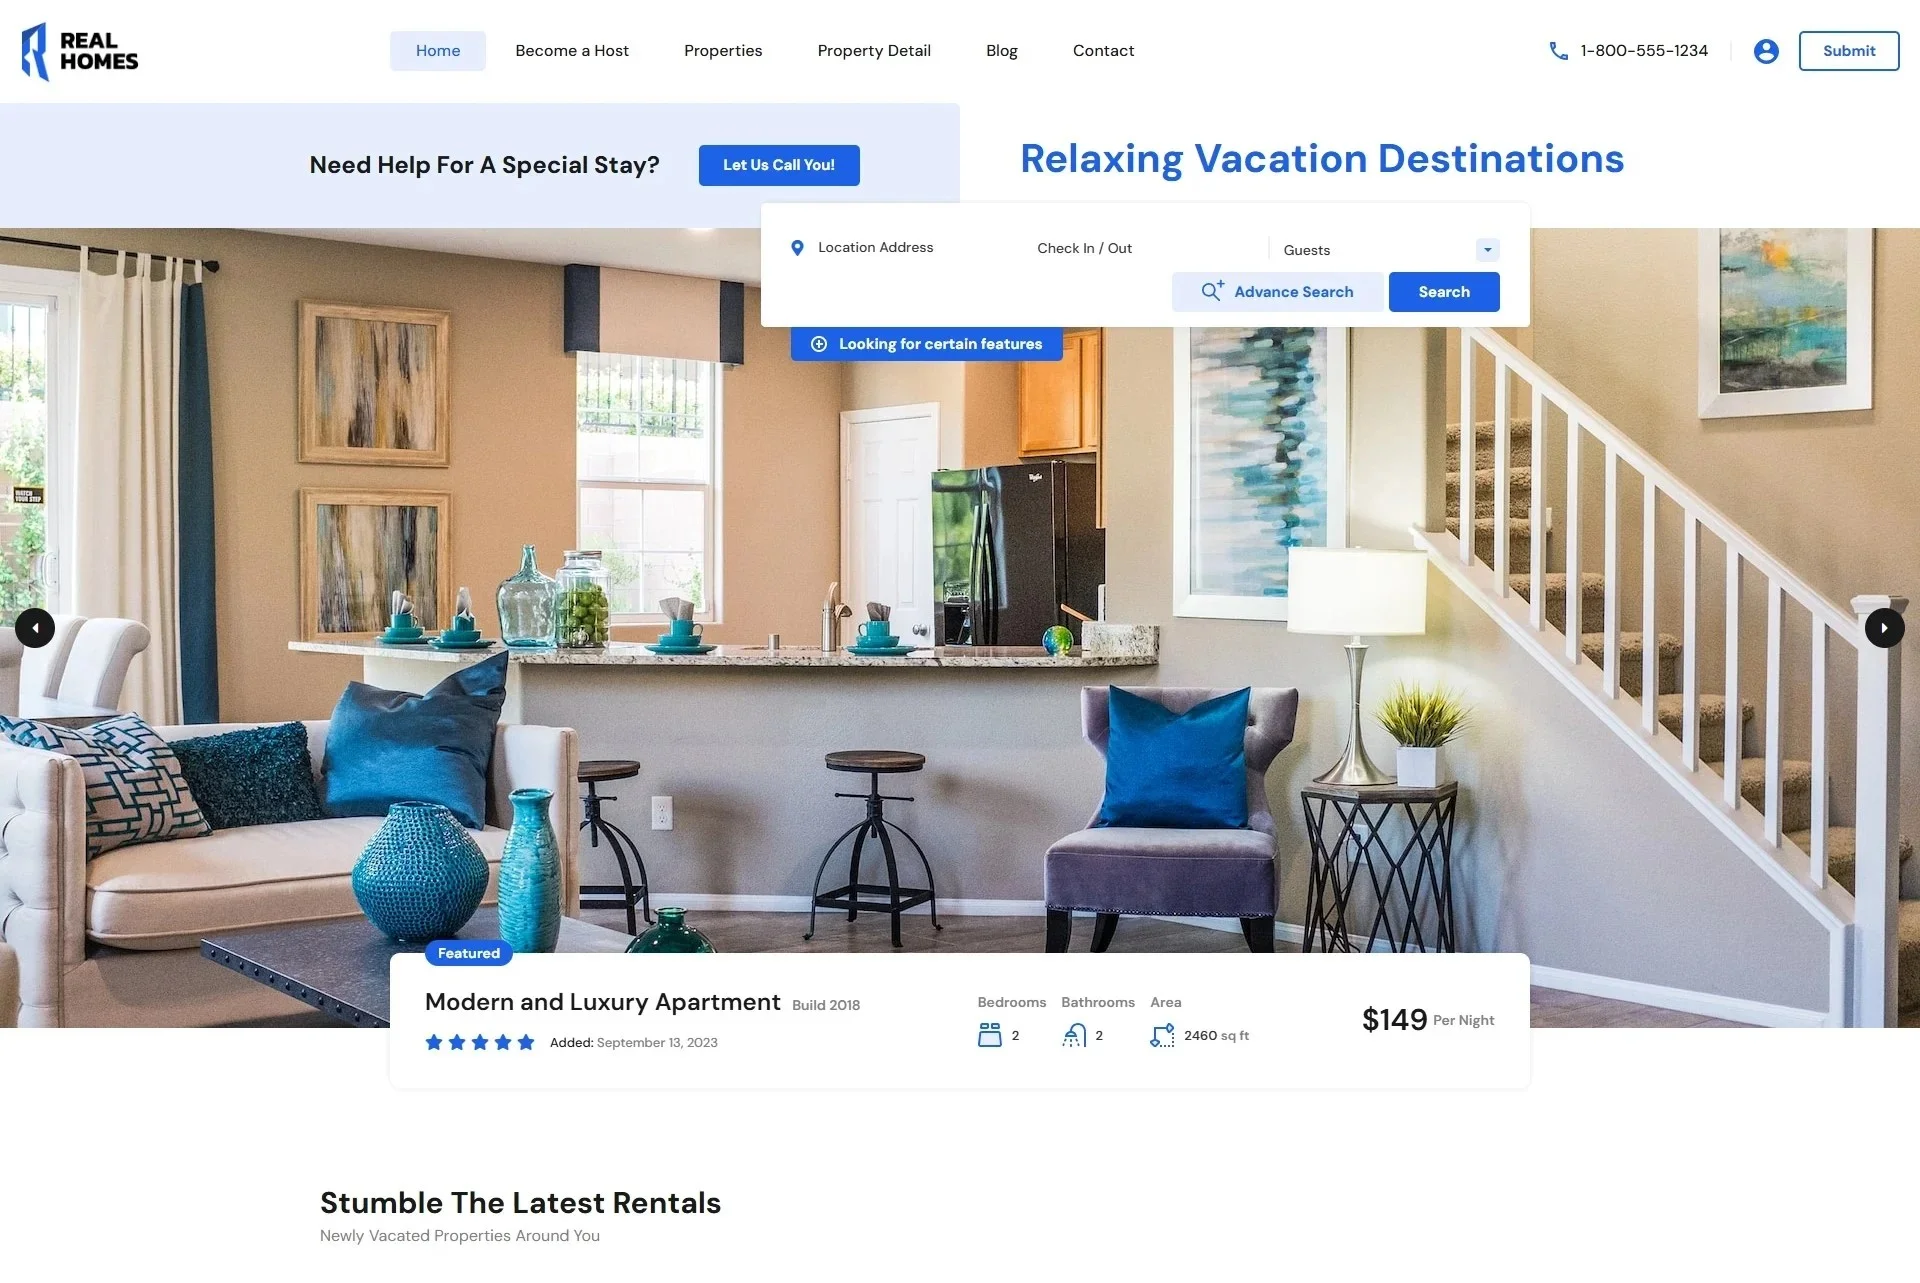 REAL
HOMES
Home
Become a Host
Properties
Property Detail
Blog
Contact
1-800-555-1234
Submit
Need Help For A Special Stay?
Let Us Call You!
Relaxing Vacation Destinations
Location Address
Check In / Out
Guests
Advance Search
Search
Looking for certain features
WATCH
YOUR STEP
Featured
Modern and Luxury Apartment Build 2018
Added: September 13, 2023
Bedrooms
2
Bathrooms
2
Area
2460 sq ft
$149 Per Night
Stumble The Latest Rentals
Newly Vacated Properties Around You